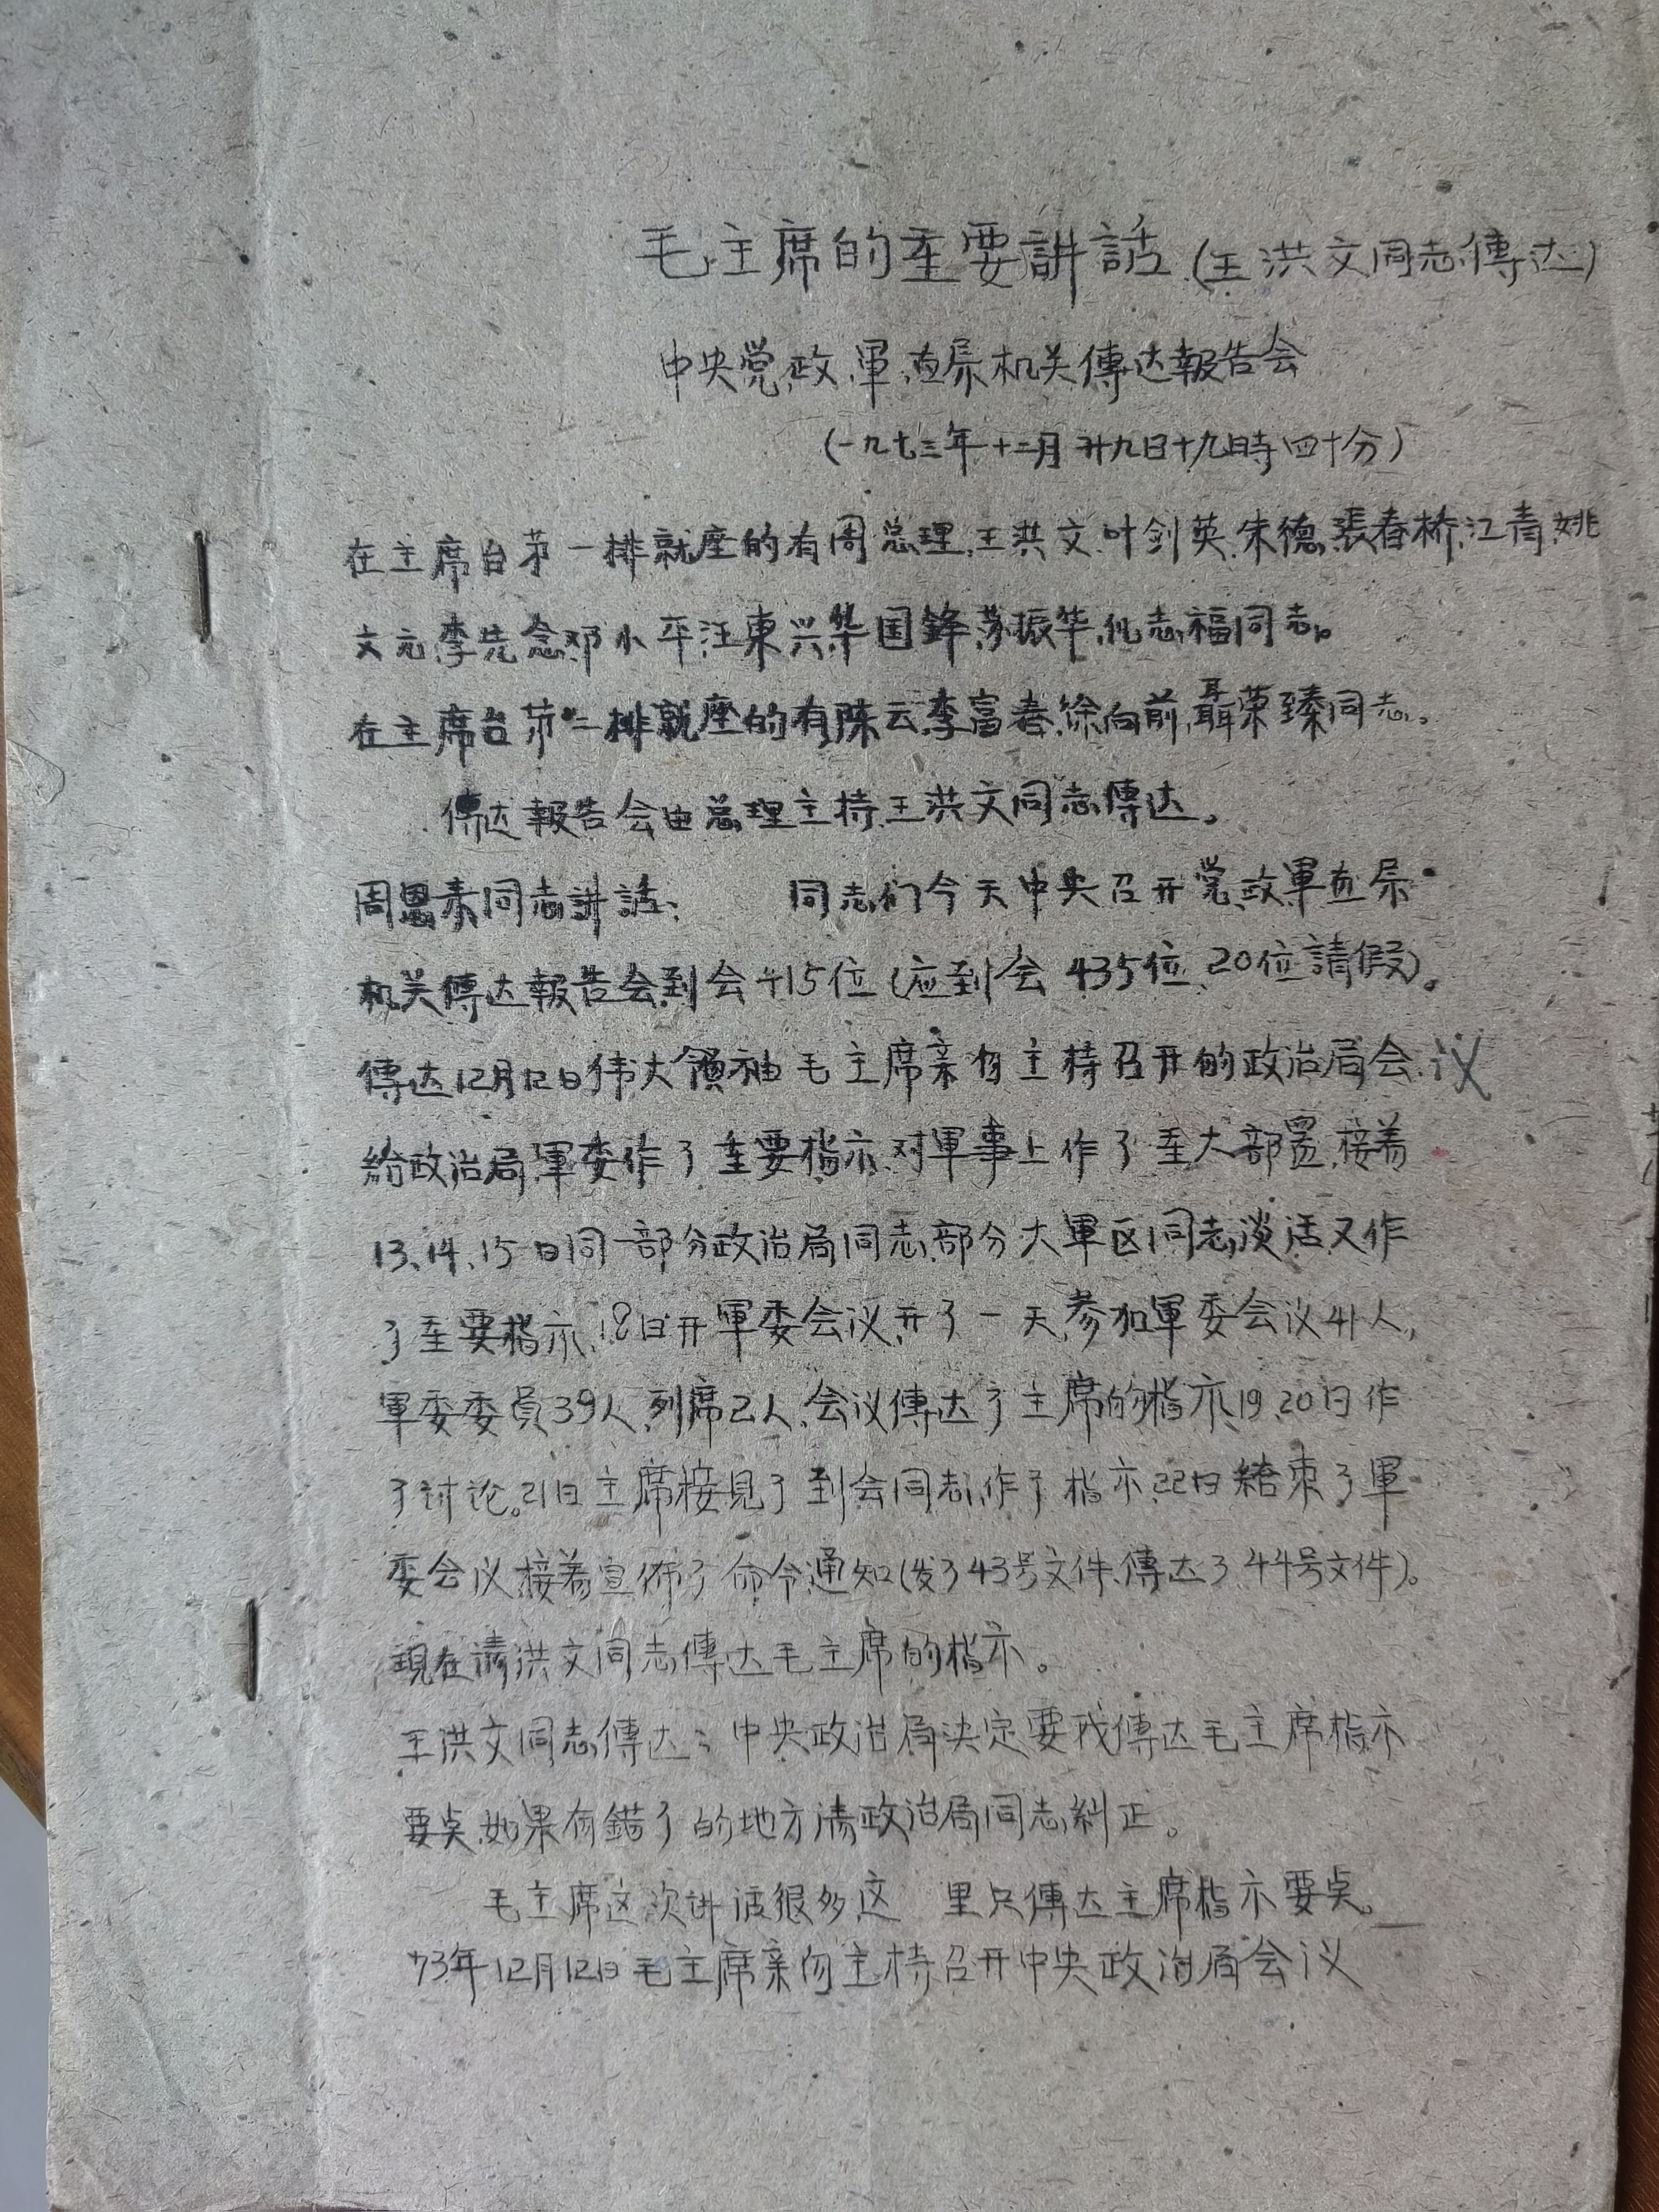 毛主席的重要講話(王洪文同志傳达)
中央党、政、軍、直属机关傳达報告会
(一九七三年十二月廿九日十九時四十分)
在主席台第一排就座的有周总理、王洪文、叶剑英、朱德、張春桥、江青、姚
文元、李先念、邓小平、汪東兴、华国鋒、苏振华、倪志福同志。
在主席台第二排就座的有陈云、李富春、徐向前、聶荣臻同志。
傳达報告会由总理主持、王洪文同志傳达。
周恩来同志讲話: 同志们今天中央召开党政軍直属
机关傳达報告会到会415位(应到会435位、20位請假)。
傳达12月12日伟大领袖毛主席亲自主持召开的政治局会议
給政治局、軍委作了重要指示、对軍事上作了重大部置、接着
13、14、15日同一部分政治局同志、部分大軍区同志淡活又作
了重要指示、18日开軍委会议、开了一天、参加軍委会议41人,
軍委委員39人、列席2人、会议傳达了主席的指示、19、20日作
了讨论。21日主席接見了到会同志、作了指示、22日結束了軍
委会议、接着宣佈了命令、通知(发了43号文件、傳达了44号文件)。
現在请洪文同志傳达毛主席的指示。
王洪文同志傳达:中央政治局决定要我傳达毛主席指示
要点、如果有錯了的地方请政治局同志糾正。
毛主席这次讲话很多、这 里只傳达主席指示要点。
73年12月12日毛主席亲自主持召开中央政治局会议